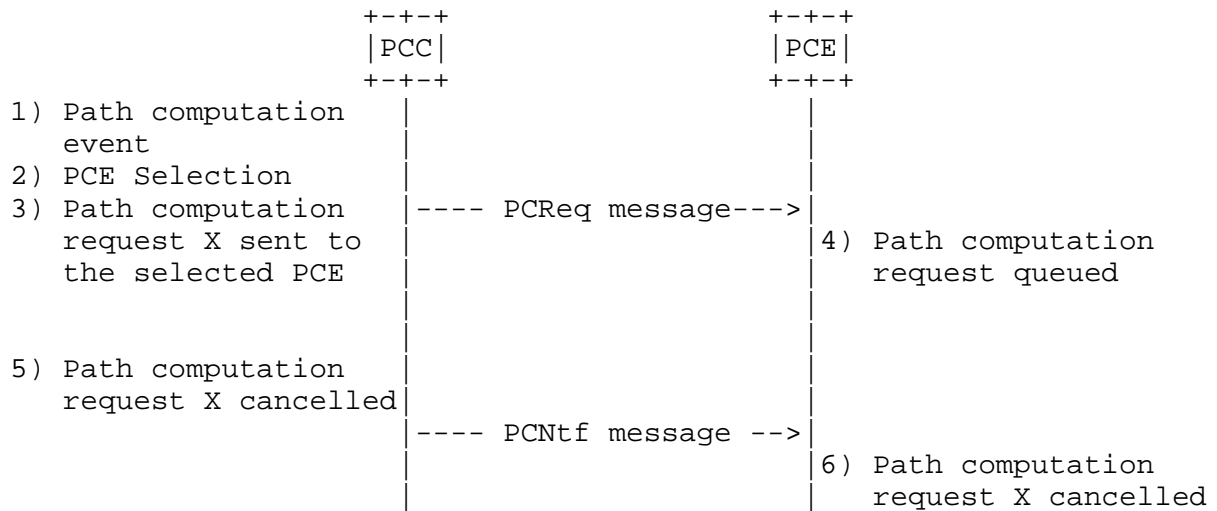 +-+-+                  +-+-+
                     |PCC|                  |PCE|
                     +-+-+                  +-+-+
1) Path computation    |                      |
   event               |                      |
2) PCE Selection       |                      |
3) Path computation    |---- PCReq message--->|
   request X sent to   |                      |4) Path computation
   the selected PCE    |                      |   request queued
                       |                      |
                       |                      |
5) Path computation    |                      |
   request X cancelled|                      |
                       |---- PCNtf message -->|
                       |                      |6) Path computation
                       |                      |   request X cancelled